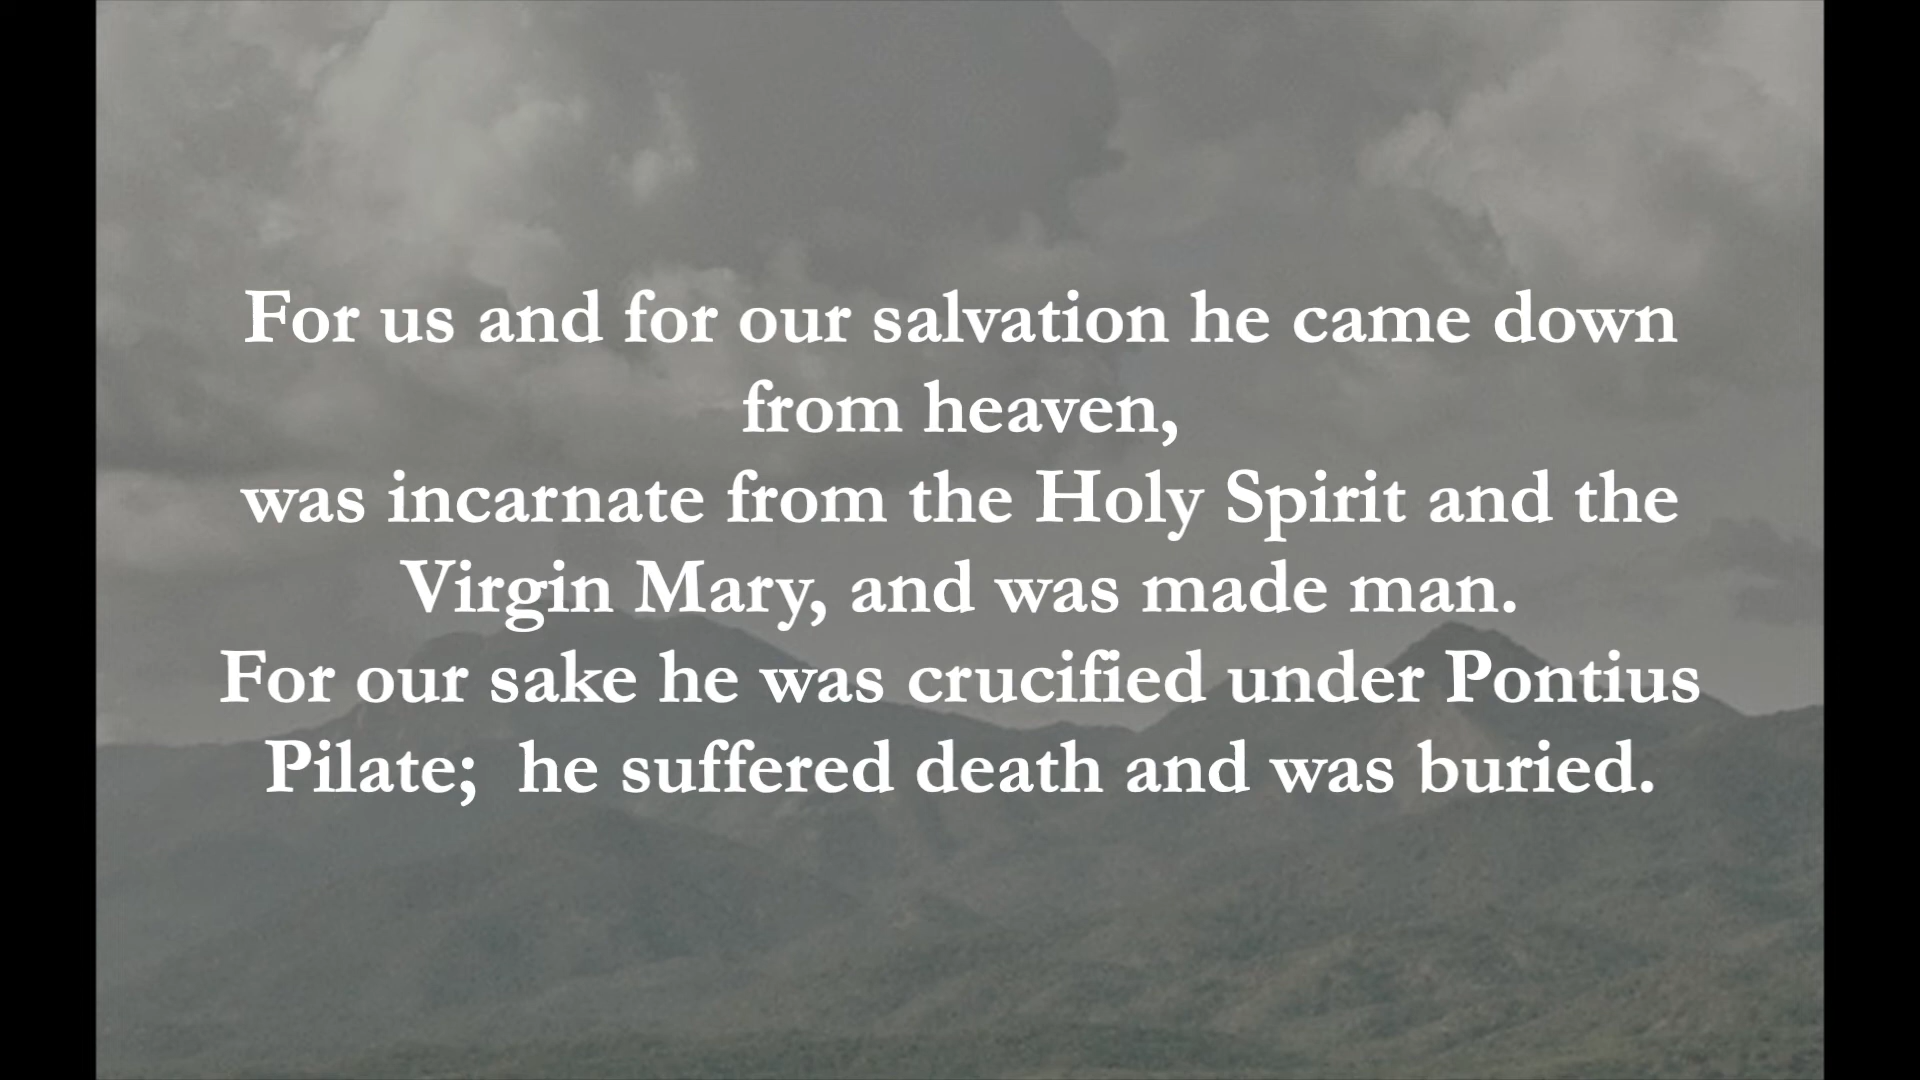 For us and for our salvation he came down
from heaven,
was incarnate from the Holy Spirit and the
Virgin Mary, and was made man.
For our sake he was crucified under Pontius
Pilate;  he suffered death and was buried.